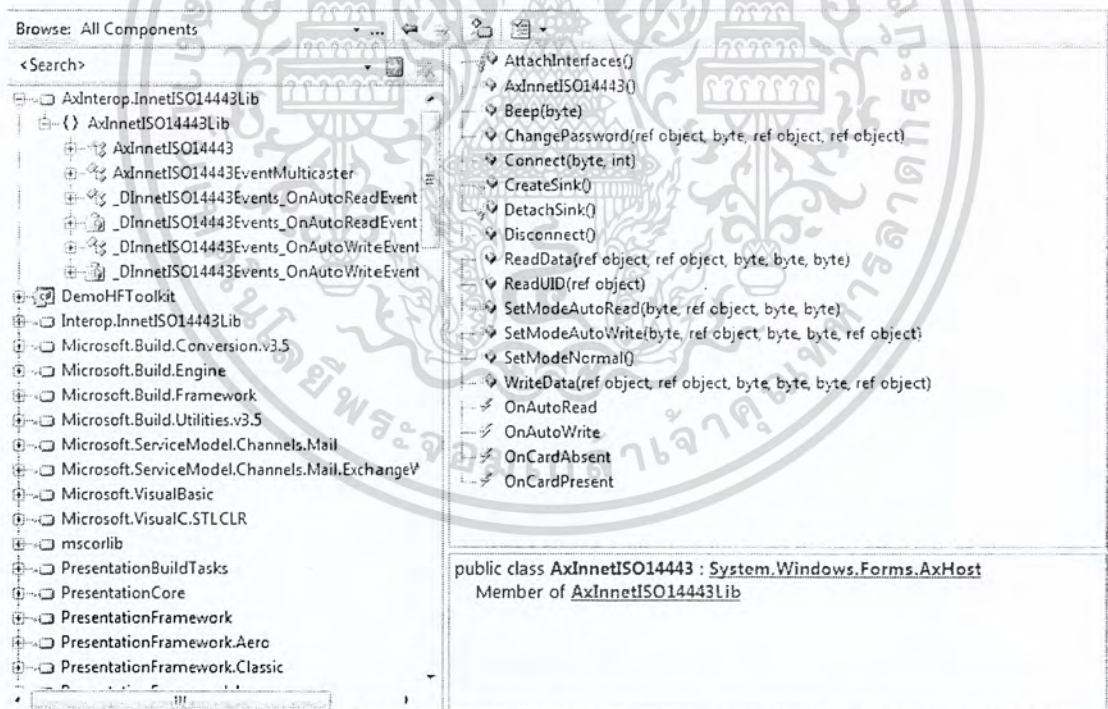 Browse: All Components
<Search>
AxInterop.InnetISO14443Lib
{} AxInnetISO14443Lib
AxInnetISO14443
AxInnetISO14443EventMulticaster
_DInnetISO14443Events_OnAutoReadEvent
_DInnetISO14443Events_OnAutoReadEvent
_DInnetISO14443Events_OnAutoWriteEvent
_DInnetISO14443Events_OnAutoWriteEvent
DemoHFToolkit
Interop.InnetISO14443Lib
Microsoft.Build.Conversion.v3.5
Microsoft.Build.Engine
Microsoft.Build.Framework
Microsoft.Build.Utilities.v3.5
Microsoft.ServiceModel.Channels.Mail
Microsoft.ServiceModel.Channels.Mail.ExchangeW
Microsoft.VisualBasic
Microsoft.VisualC.STLCLR
mscorlib
PresentationBuildTasks
PresentationCore
PresentationFramework
PresentationFramework.Aero
PresentationFramework.Classic
AttachInterfaces()
AxInnetISO14443()
Beep(byte)
ChangePassword(ref object, byte, ref object, ref object)
Connect(byte, int)
CreateSink()
DetachSink()
Disconnect()
ReadData(ref object, ref object, byte, byte, byte)
ReadUID(ref object)
SetModeAutoRead(byte, ref object, byte, byte)
SetModeAutoWrite(byte, ref object, byte, byte, ref object)
SetModeNormal()
WriteData(ref object, ref object, byte, byte, byte, ref object)
OnAutoRead
OnAutoWrite
OnCardAbsent
OnCardPresent
public class AxInnetISO14443 : System.Windows.Forms.AxHost
Member of AxInnetISO14443Lib